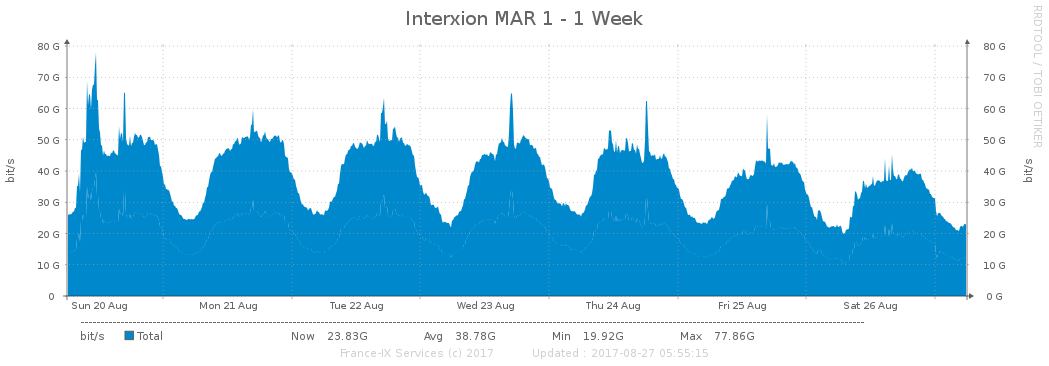 Interxion MAR 1 - 1 Week
RRDTOOL / TOBI OETIKER
bit/s
80 G 80 G
70 G 70 G
60 G 60 G
50 G 50 G
40 G 40 G
30 G 30 G
20 G 20 G
10 G 10 G
0 0 G
bit/s
Sun 20 Aug Mon 21 Aug Tue 22 Aug Wed 23 Aug Thu 24 Aug Fri 25 Aug Sat 26 Aug
bit/s Total Now 23.83G Avg 38.78G Min 19.92G Max 77.86G
France-IX Services (c) 2017 Updated : 2017-08-27 05:55:15